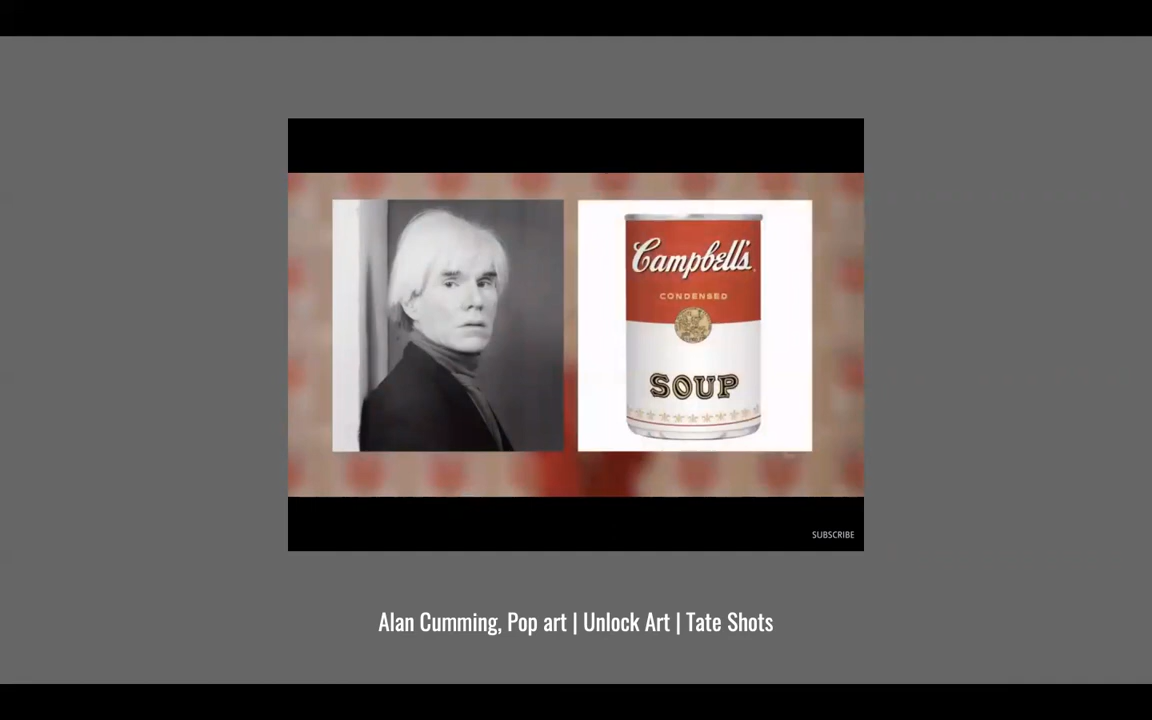 Campbell's
CONDENSED
SOUP
SUBSCRIBE
Alan Cumming, Pop art | Unlock Art | Tate Shots